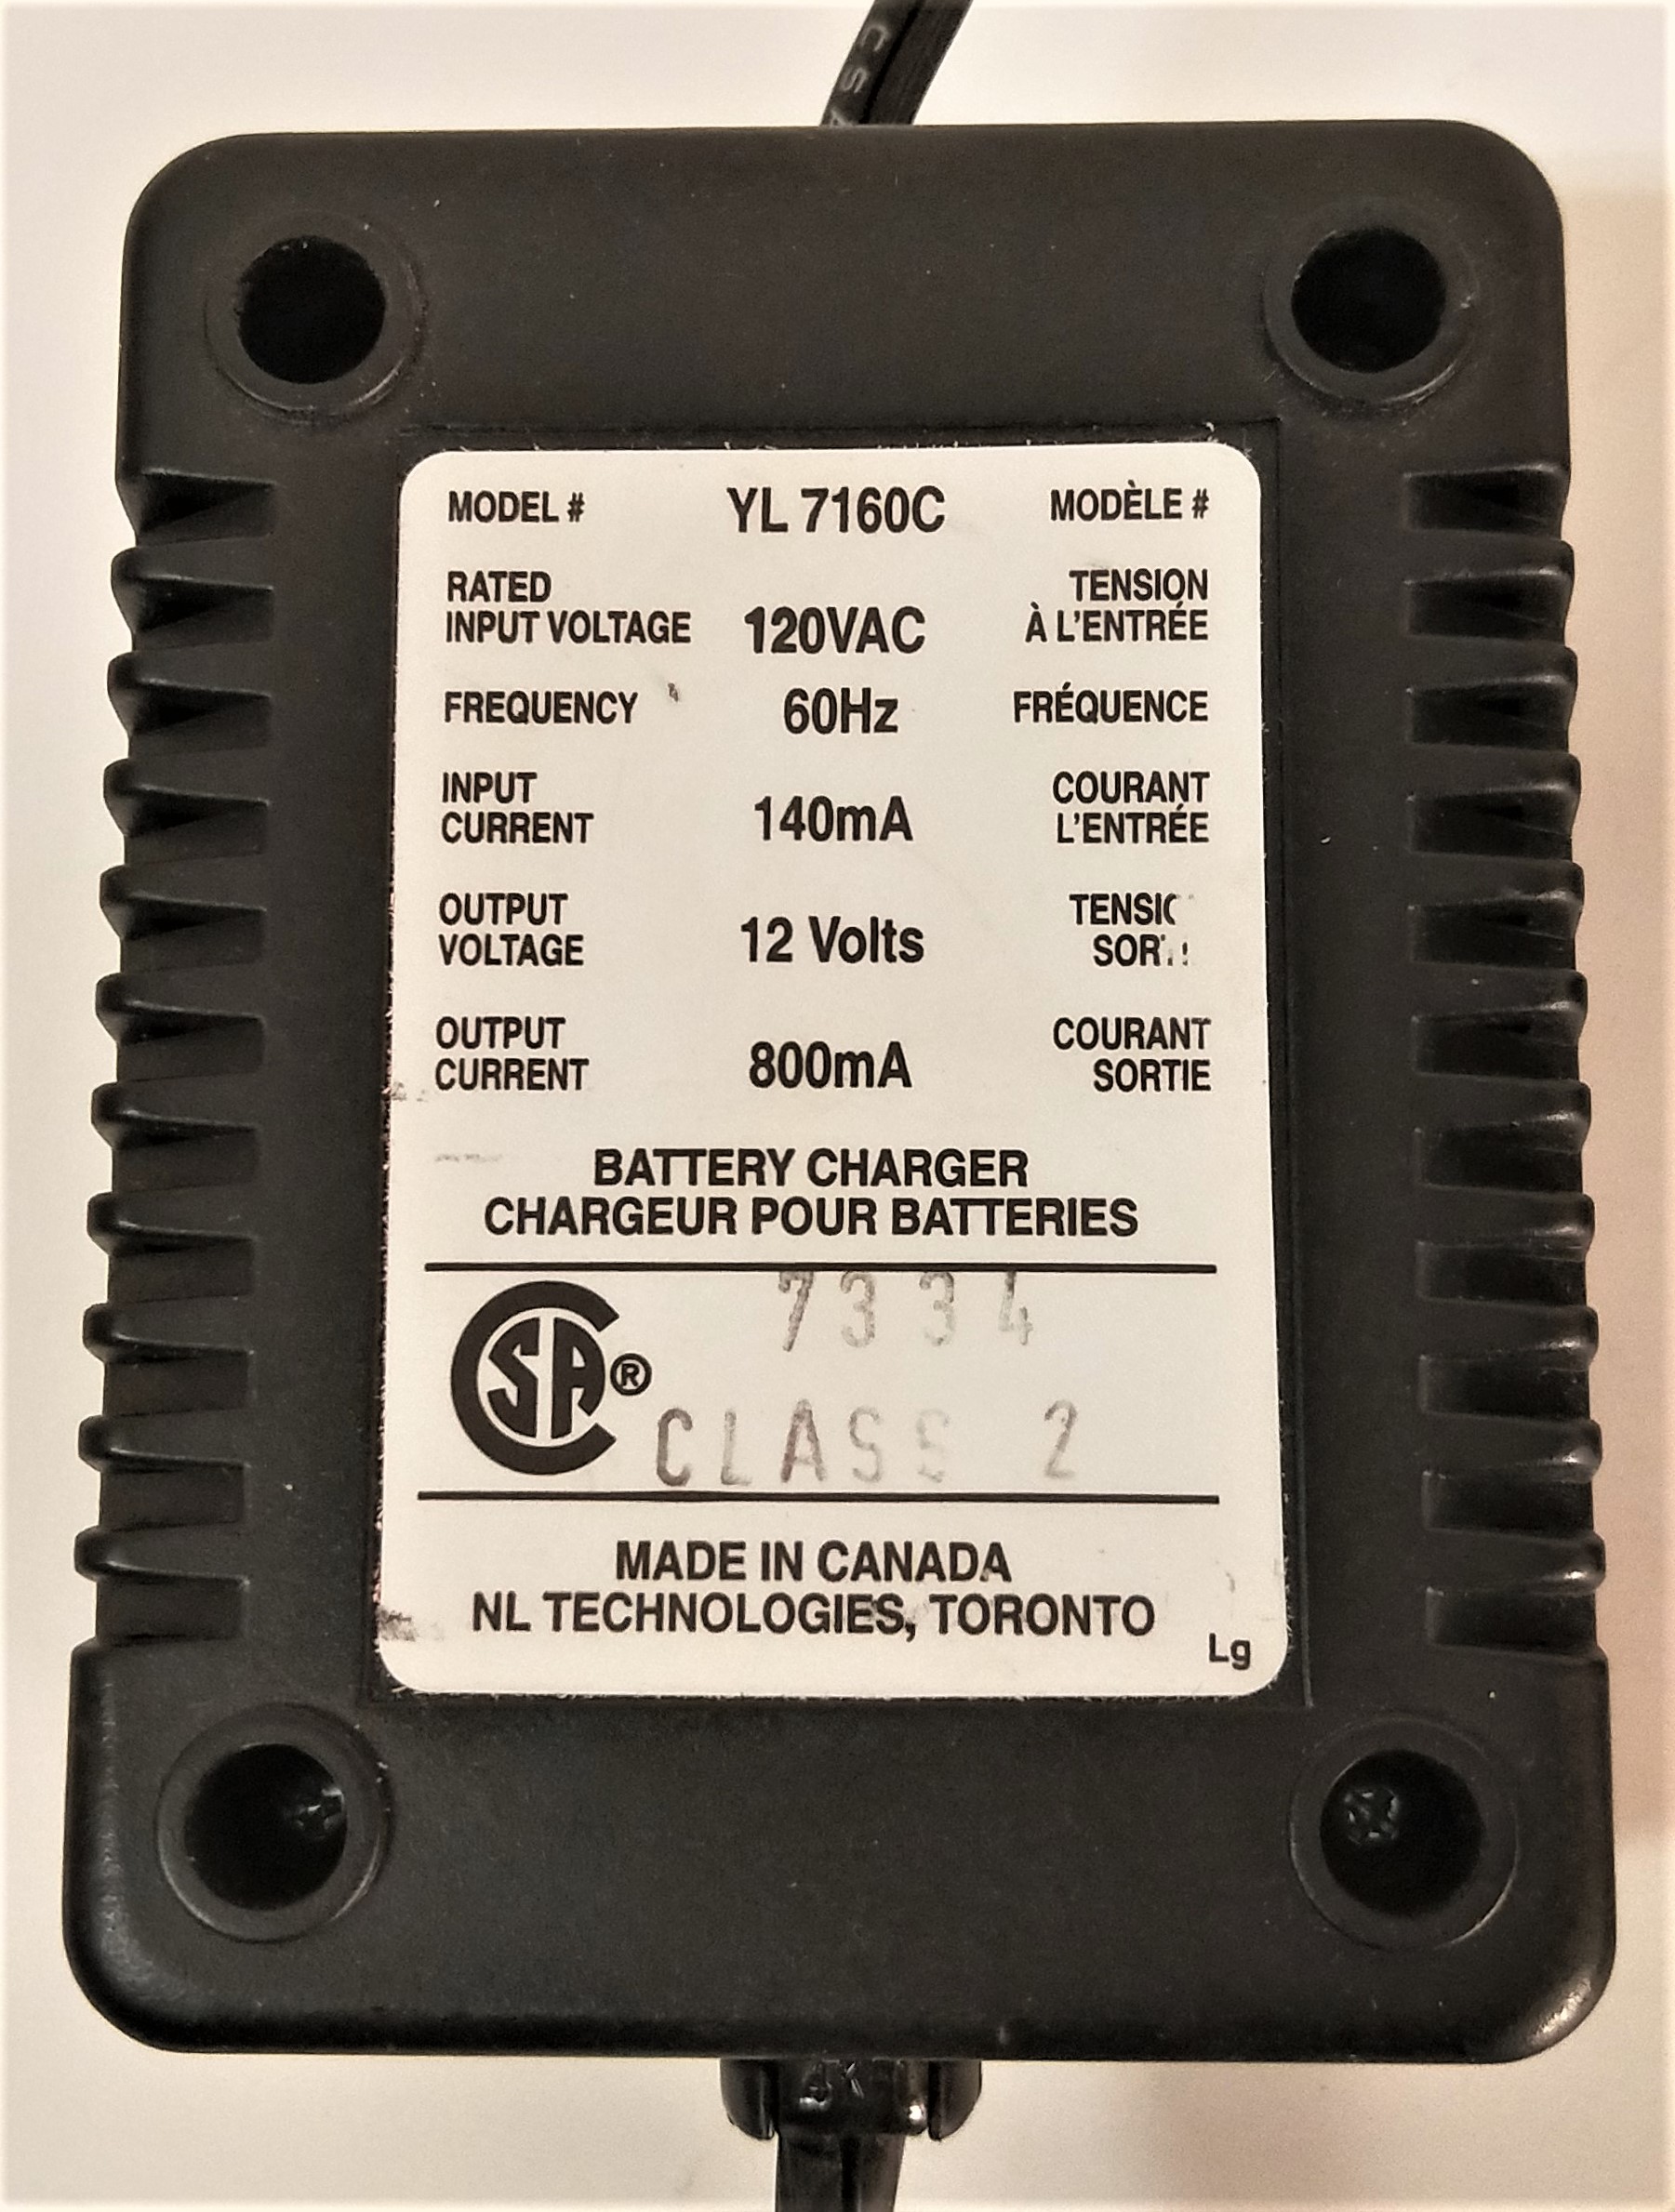 CSA
MODEL # YL 7160C MODÈLE #
RATED TENSION
INPUT VOLTAGE 120VAC À L'ENTRÉE
FREQUENCY 60Hz FRÉQUENCE
INPUT COURANT
CURRENT 140mA L'ENTRÉE
OUTPUT
VOLTAGE 12 Volts
OUTPUT COURANT
CURRENT 800mA SORTIE
BATTERY CHARGER
CHARGEUR POUR BATTERIES
7334
CSA®
CLASS 2
MADE IN CANADA
NL TECHNOLOGIES, TORONTO
Lg